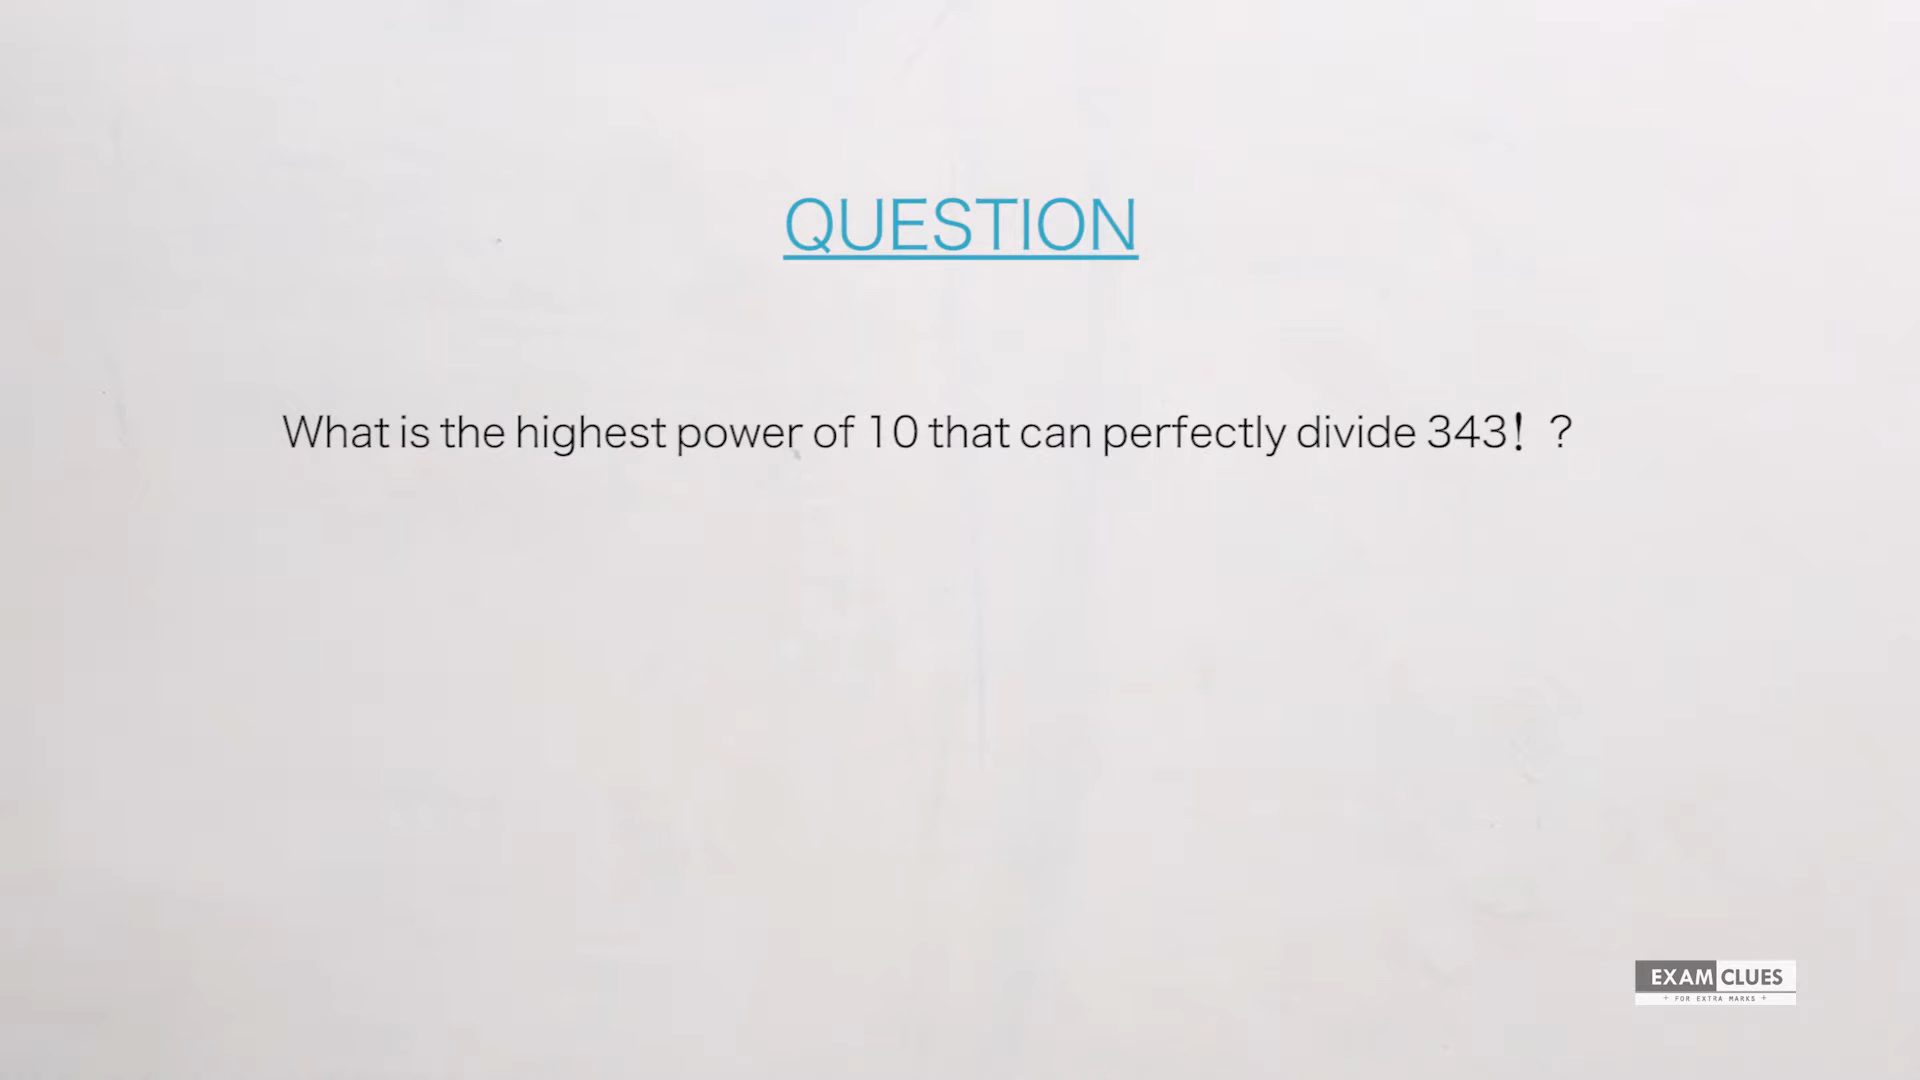 QUESTION
What is the highest power of 10 that can perfectly divide 343! ?
EXAM CLUES
+ FOR EXTRA MARKS +